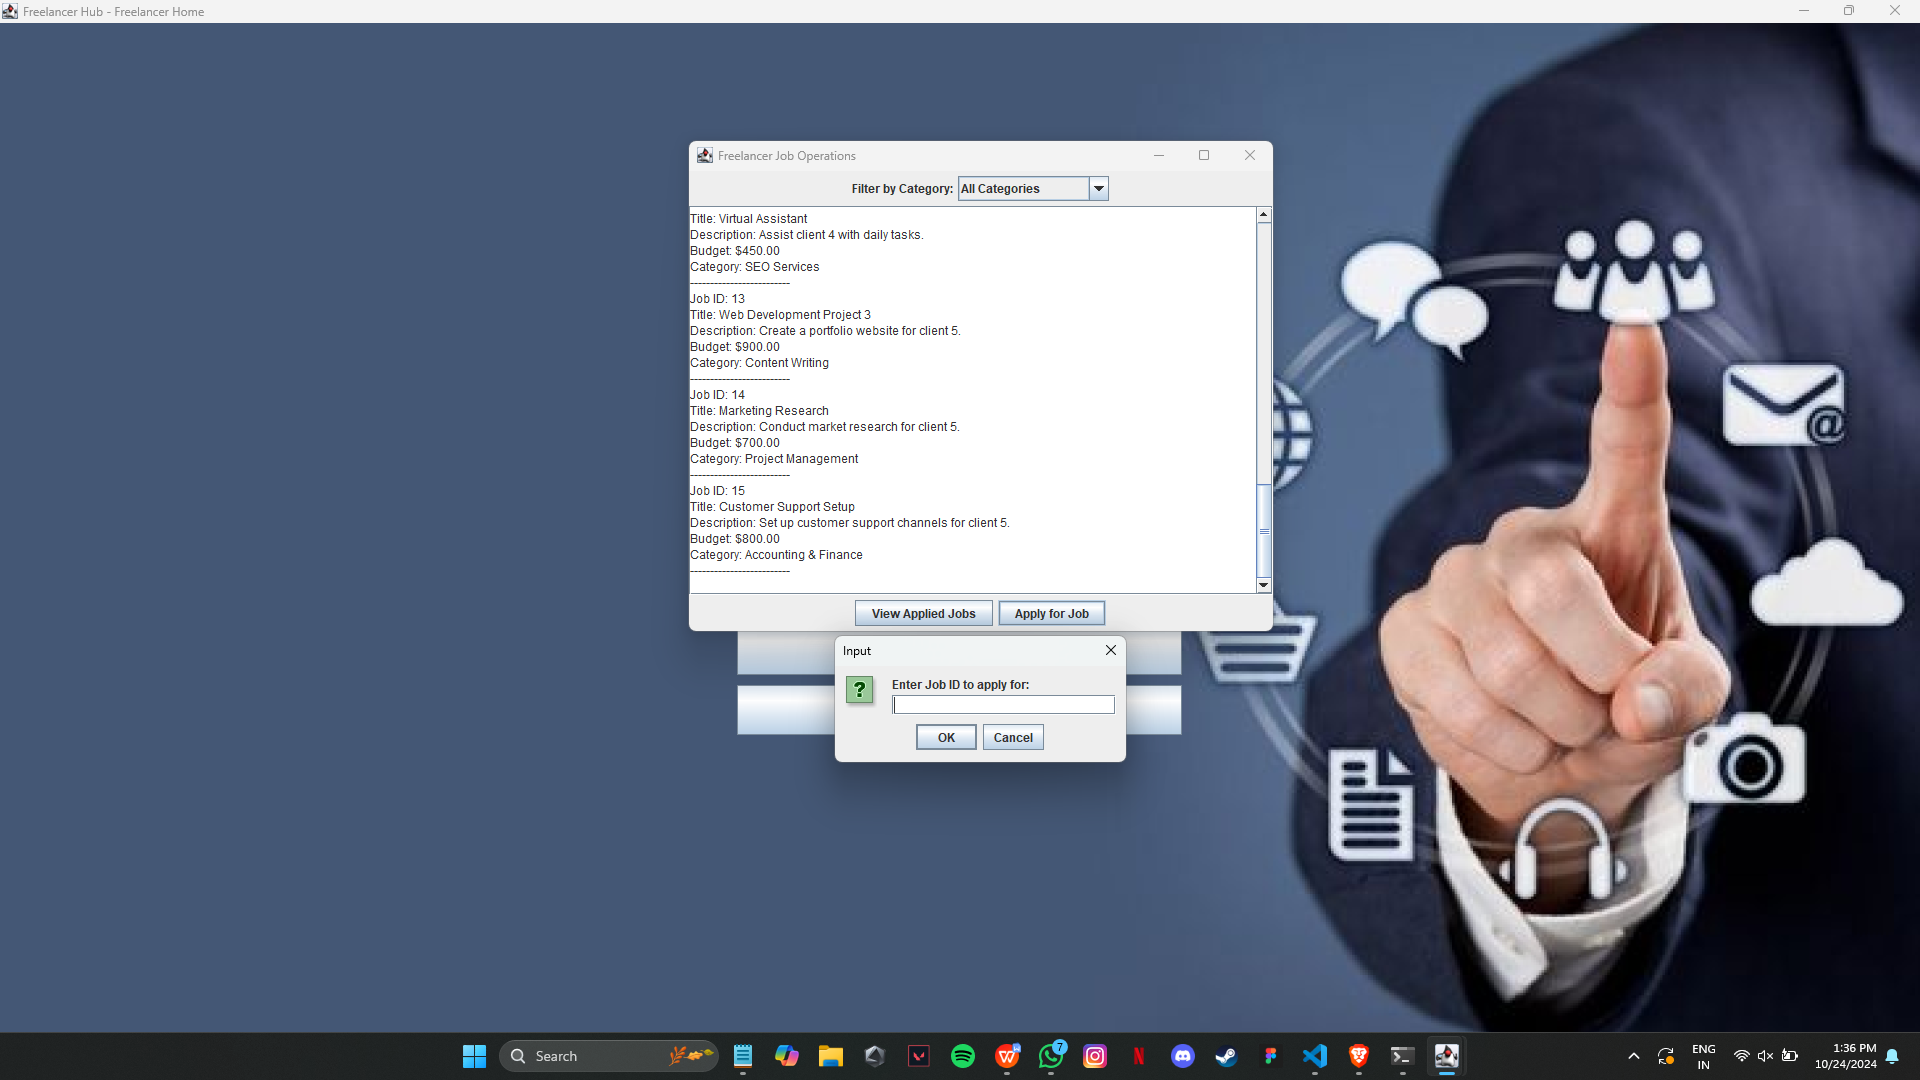 Freelancer Hub - Freelancer Home
Freelancer Job Operations
Filter by Category: All Categories
Title: Virtual Assistant
Description: Assist client 4 with daily tasks.
Budget: $450.00
Category: SEO Services
-------------------------
Job ID: 13
Title: Web Development Project 3
Description: Create a portfolio website for client 5.
Budget: $900.00
Category: Content Writing
-------------------------
Job ID: 14
Title: Marketing Research
Description: Conduct market research for client 5.
Budget: $700.00
Category: Project Management
-------------------------
Job ID: 15
Title: Customer Support Setup
Description: Set up customer support channels for client 5.
Budget: $800.00
Category: Accounting & Finance
-------------------------
View Applied Jobs Apply for Job
Input
? Enter Job ID to apply for:
OK Cancel
@
Search
7
ENG
IN
1:36 PM
10/24/2024